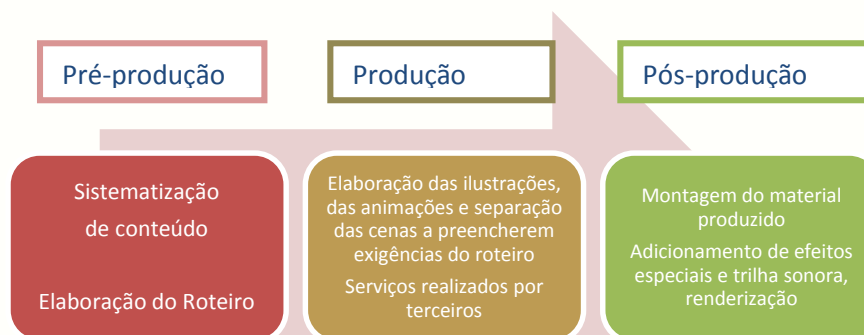 Pré-produção
Produção
Pós-produção
Sistematização
de conteúdo
Elaboração do Roteiro
Elaboração das ilustrações,
das animações e separação
das cenas a preencherem
exigências do roteiro
Serviços realizados por
terceiros
Montagem do material
produzido
Adicionamento de efeitos
especiais e trilha sonora,
renderização